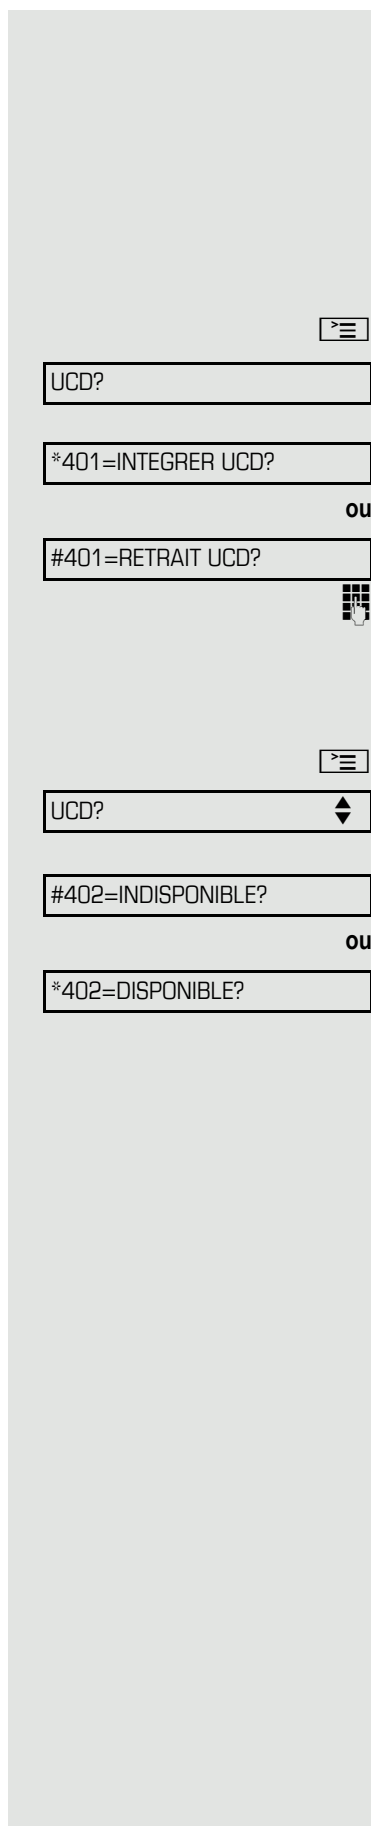 UCD?
*401=INTEGRER UCD?
ou
#401=RETRAIT UCD?
UCD?
#402=INDISPONIBLE?
ou
*402=DISPONIBLE?